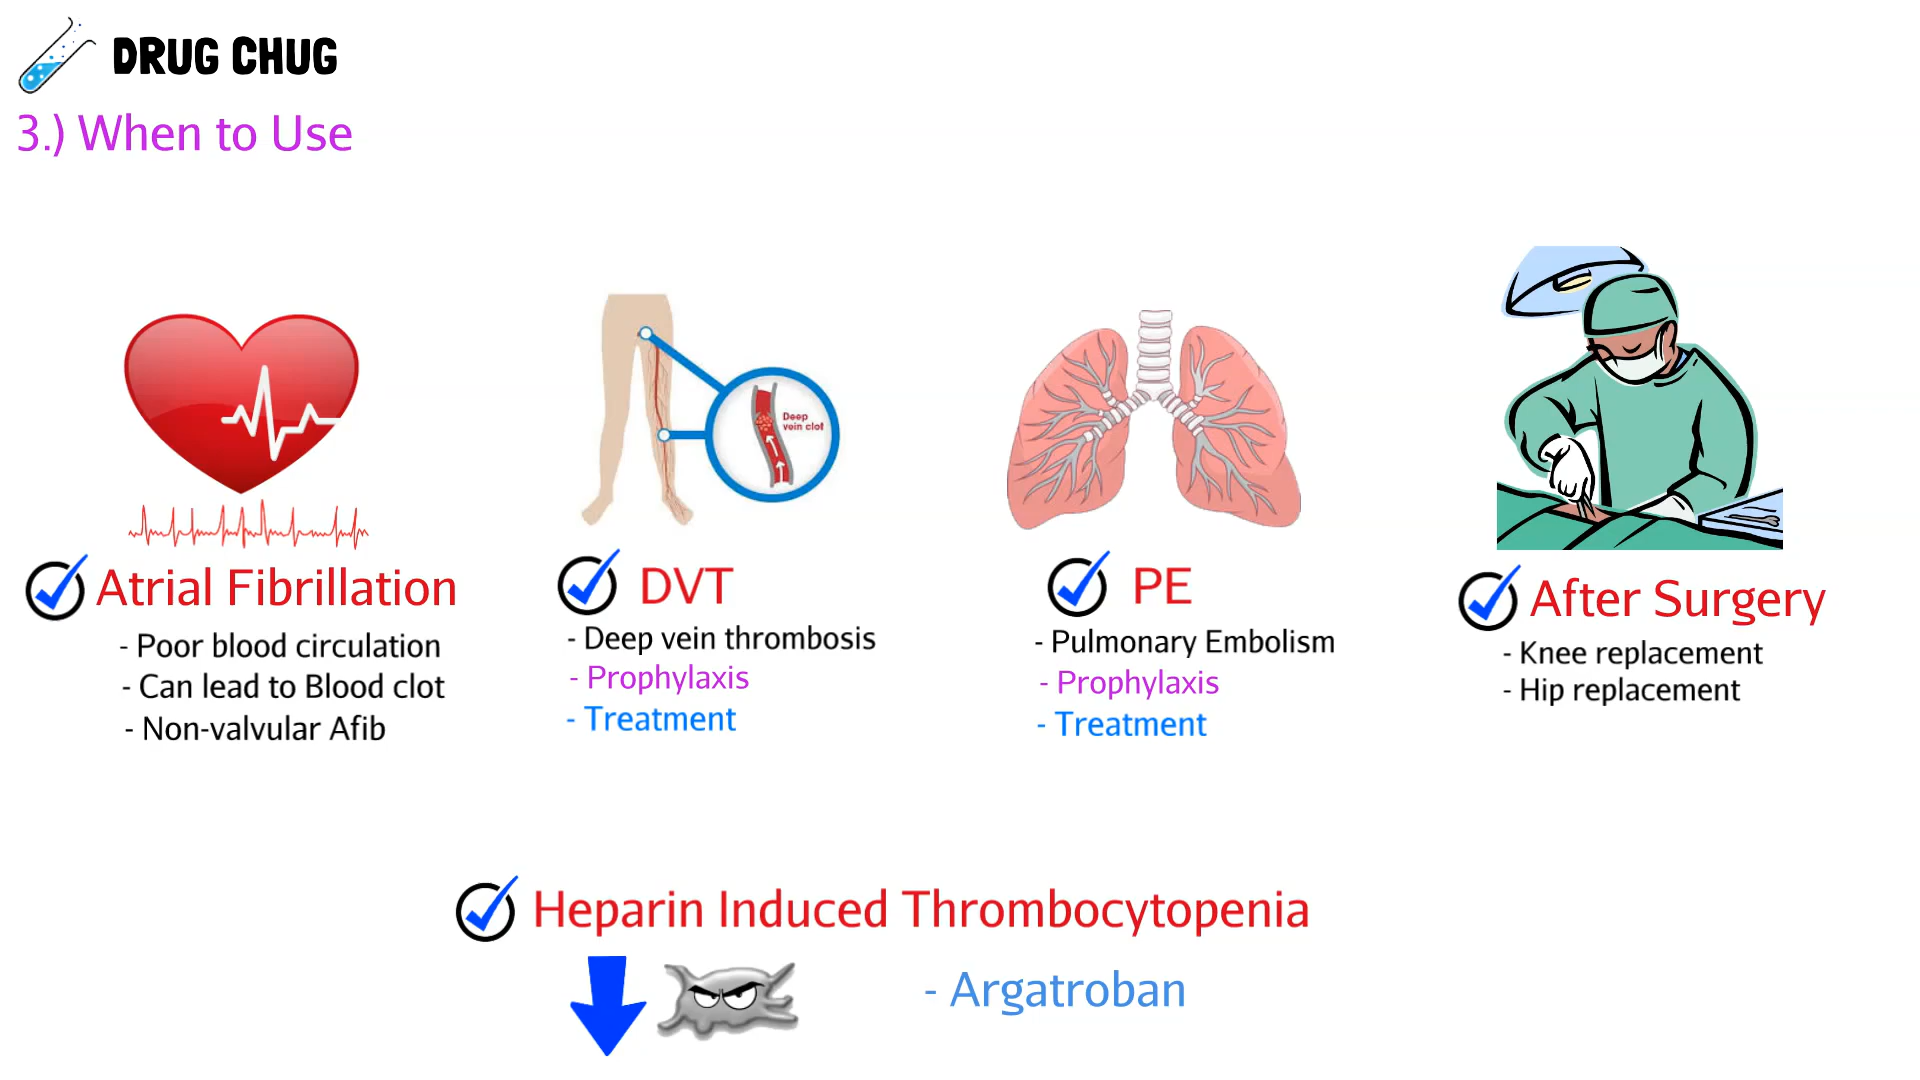 DRUG CHUG
3.) When to Use
Deep
vein clot
Atrial Fibrillation
- Poor blood circulation
- Can lead to Blood clot
- Non-valvular Afib
DVT
- Deep vein thrombosis
- Prophylaxis
- Treatment
PE
- Pulmonary Embolism
- Prophylaxis
- Treatment
After Surgery
- Knee replacement
- Hip replacement
Heparin Induced Thrombocytopenia
- Argatroban